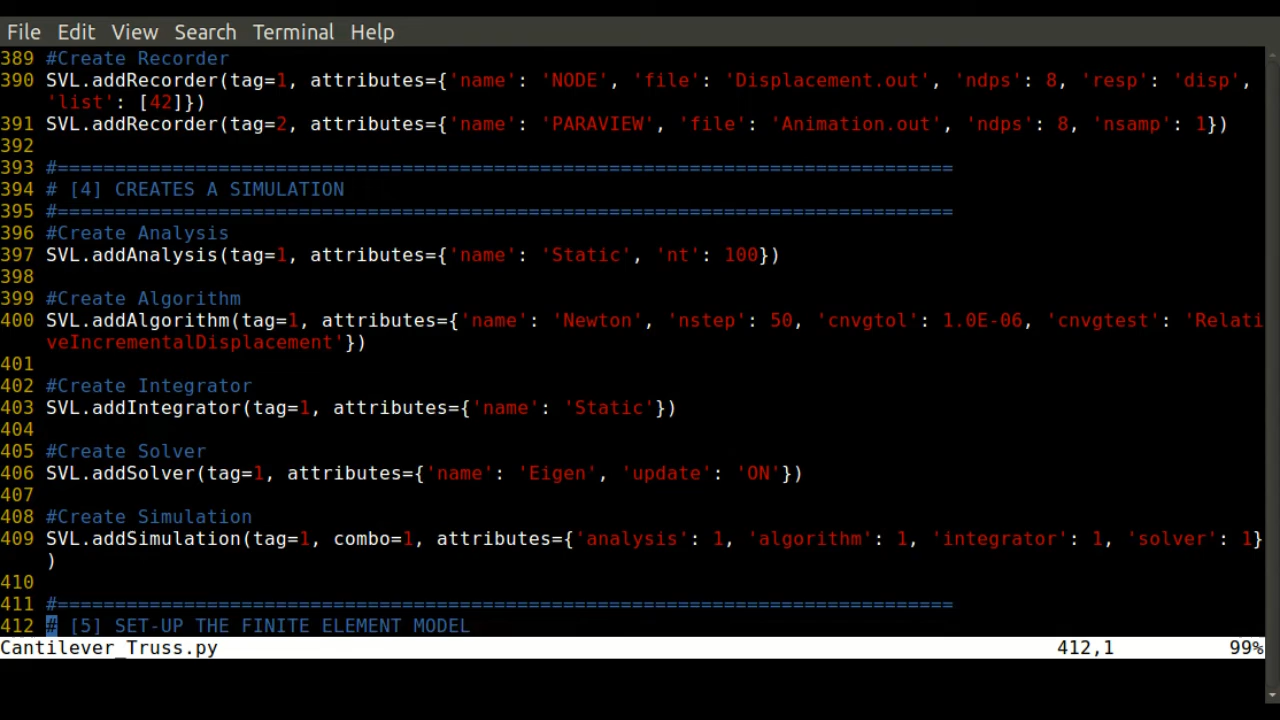 File Edit View Search Terminal Help
389 #Create Recorder
390 SVL.addRecorder(tag=1, attributes={'name': 'NODE', 'file': 'Displacement.out', 'ndps': 8, 'resp': 'disp',
'list': [42]})
391 SVL.addRecorder(tag=2, attributes={'name': 'PARAVIEW', 'file': 'Animation.out', 'ndps': 8, 'nsamp': 1})
392
393 #==============================================================================
394 # [4] CREATES A SIMULATION
395 #==============================================================================
396 #Create Analysis
397 SVL.addAnalysis(tag=1, attributes={'name': 'Static', 'nt': 100})
398
399 #Create Algorithm
400 SVL.addAlgorithm(tag=1, attributes={'name': 'Newton', 'nstep': 50, 'cnvgtol': 1.0E-06, 'cnvgtest': 'Relati
veIncrementalDisplacement'})
401
402 #Create Integrator
403 SVL.addIntegrator(tag=1, attributes={'name': 'Static'})
404
405 #Create Solver
406 SVL.addSolver(tag=1, attributes={'name': 'Eigen', 'update': 'ON'})
407
408 #Create Simulation
409 SVL.addSimulation(tag=1, combo=1, attributes={'analysis': 1, 'algorithm': 1, 'integrator': 1, 'solver': 1}
)
410
411 #==============================================================================
412 # [5] SET-UP THE FINITE ELEMENT MODEL
Cantilever_Truss.py 412,1 99%